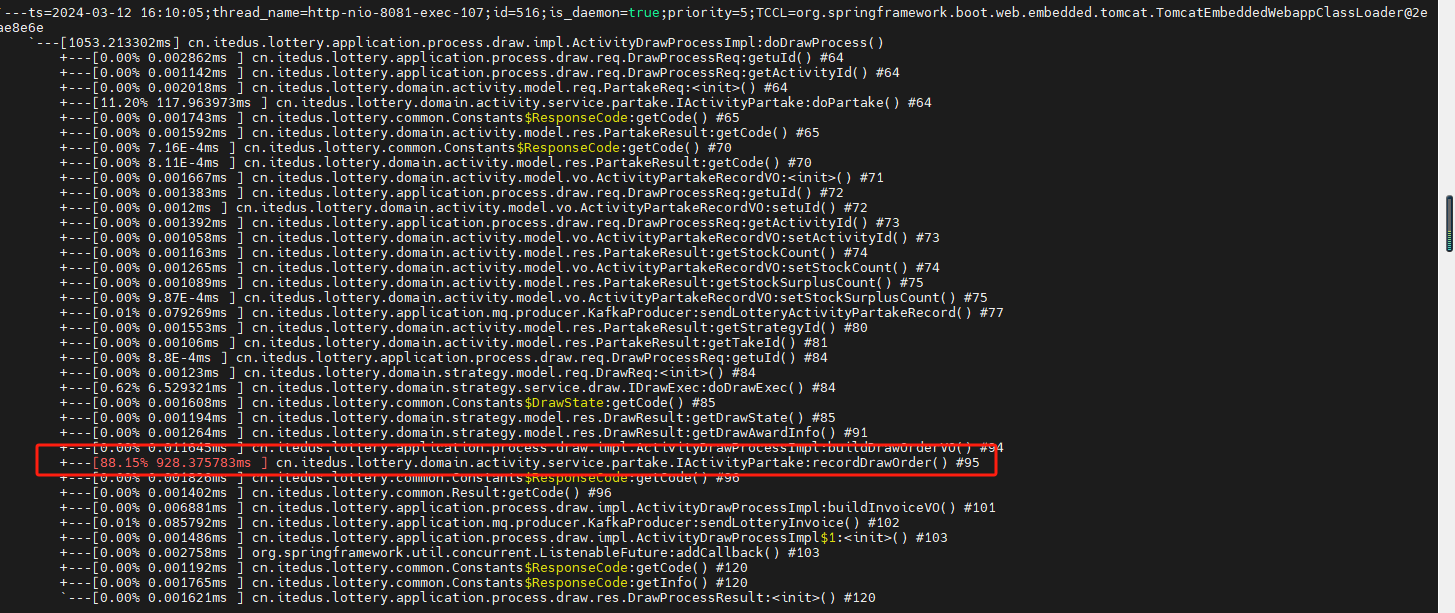 `---ts=2024-03-12 16:10:05;thread_name=http-nio-8081-exec-107;id=516;is_daemon=true;priority=5;TCCL=org.springframework.boot.web.embedded.tomcat.TomcatEmbeddedWebappClassLoader@2e
ae8e6e
`---[1053.213302ms] cn.itedus.lottery.application.process.draw.impl.ActivityDrawProcessImpl:doDrawProcess()
+---[0.00% 0.002862ms ] cn.itedus.lottery.application.process.draw.req.DrawProcessReq:getuId() #64
+---[0.00% 0.001142ms ] cn.itedus.lottery.application.process.draw.req.DrawProcessReq:getActivityId() #64
+---[0.00% 0.002018ms ] cn.itedus.lottery.domain.activity.model.req.PartakeReq:<init>() #64
+---[11.20% 117.963973ms ] cn.itedus.lottery.domain.activity.service.partake.IActivityPartake:doPartake() #64
+---[0.00% 0.001743ms ] cn.itedus.lottery.common.Constants$ResponseCode:getCode() #65
+---[0.00% 0.001592ms ] cn.itedus.lottery.domain.activity.model.res.PartakeResult:getCode() #65
+---[0.00% 7.16E-4ms ] cn.itedus.lottery.common.Constants$ResponseCode:getCode() #70
+---[0.00% 8.11E-4ms ] cn.itedus.lottery.domain.activity.model.res.PartakeResult:getCode() #70
+---[0.00% 0.001667ms ] cn.itedus.lottery.domain.activity.model.vo.ActivityPartakeRecordVO:<init>() #71
+---[0.00% 0.001383ms ] cn.itedus.lottery.application.process.draw.req.DrawProcessReq:getuId() #72
+---[0.00% 0.0012ms ] cn.itedus.lottery.domain.activity.model.vo.ActivityPartakeRecordVO:setuId() #72
+---[0.00% 0.001392ms ] cn.itedus.lottery.application.process.draw.req.DrawProcessReq:getActivityId() #73
+---[0.00% 0.001058ms ] cn.itedus.lottery.domain.activity.model.vo.ActivityPartakeRecordVO:setActivityId() #73
+---[0.00% 0.001163ms ] cn.itedus.lottery.domain.activity.model.res.PartakeResult:getStockCount() #74
+---[0.00% 0.001265ms ] cn.itedus.lottery.domain.activity.model.vo.ActivityPartakeRecordVO:setStockCount() #74
+---[0.00% 0.001089ms ] cn.itedus.lottery.domain.activity.model.res.PartakeResult:getStockSurplusCount() #75
+---[0.00% 9.87E-4ms ] cn.itedus.lottery.domain.activity.model.vo.ActivityPartakeRecordVO:setStockSurplusCount() #75
+---[0.01% 0.079269ms ] cn.itedus.lottery.application.mq.producer.KafkaProducer:sendLotteryActivityPartakeRecord() #77
+---[0.00% 0.001553ms ] cn.itedus.lottery.domain.activity.model.res.PartakeResult:getStrategyId() #80
+---[0.00% 0.00106ms ] cn.itedus.lottery.domain.activity.model.res.PartakeResult:getTakeId() #81
+---[0.00% 8.8E-4ms ] cn.itedus.lottery.application.process.draw.req.DrawProcessReq:getuId() #84
+---[0.00% 0.00123ms ] cn.itedus.lottery.domain.strategy.model.req.DrawReq:<init>() #84
+---[0.62% 6.529321ms ] cn.itedus.lottery.domain.strategy.service.draw.IDrawExec:doDrawExec() #84
+---[0.00% 0.001608ms ] cn.itedus.lottery.common.Constants$DrawState:getCode() #85
+---[0.00% 0.001194ms ] cn.itedus.lottery.domain.strategy.model.res.DrawResult:getDrawState() #85
+---[0.00% 0.001264ms ] cn.itedus.lottery.domain.strategy.model.res.DrawResult:getDrawAwardInfo() #91
+---[0.00% 0.011645ms ] cn.itedus.lottery.application.process.draw.impl.ActivityDrawProcessImpl:buildDrawOrderVO() #94
+---[88.15% 928.375783ms ] cn.itedus.lottery.domain.activity.service.partake.IActivityPartake:recordDrawOrder() #95
+---[0.00% 0.001826ms ] cn.itedus.lottery.common.Constants$ResponseCode:getCode() #96
+---[0.00% 0.001402ms ] cn.itedus.lottery.common.Result:getCode() #96
+---[0.00% 0.006881ms ] cn.itedus.lottery.application.process.draw.impl.ActivityDrawProcessImpl:buildInvoiceVO() #101
+---[0.01% 0.085792ms ] cn.itedus.lottery.application.mq.producer.KafkaProducer:sendLotteryInvoice() #102
+---[0.00% 0.001486ms ] cn.itedus.lottery.application.process.draw.impl.ActivityDrawProcessImpl$1:<init>() #103
+---[0.00% 0.002758ms ] org.springframework.util.concurrent.ListenableFuture:addCallback() #103
+---[0.00% 0.001192ms ] cn.itedus.lottery.common.Constants$ResponseCode:getCode() #120
+---[0.00% 0.001765ms ] cn.itedus.lottery.common.Constants$ResponseCode:getInfo() #120
`---[0.00% 0.001621ms ] cn.itedus.lottery.application.process.draw.res.DrawProcessResult:<init>() #120